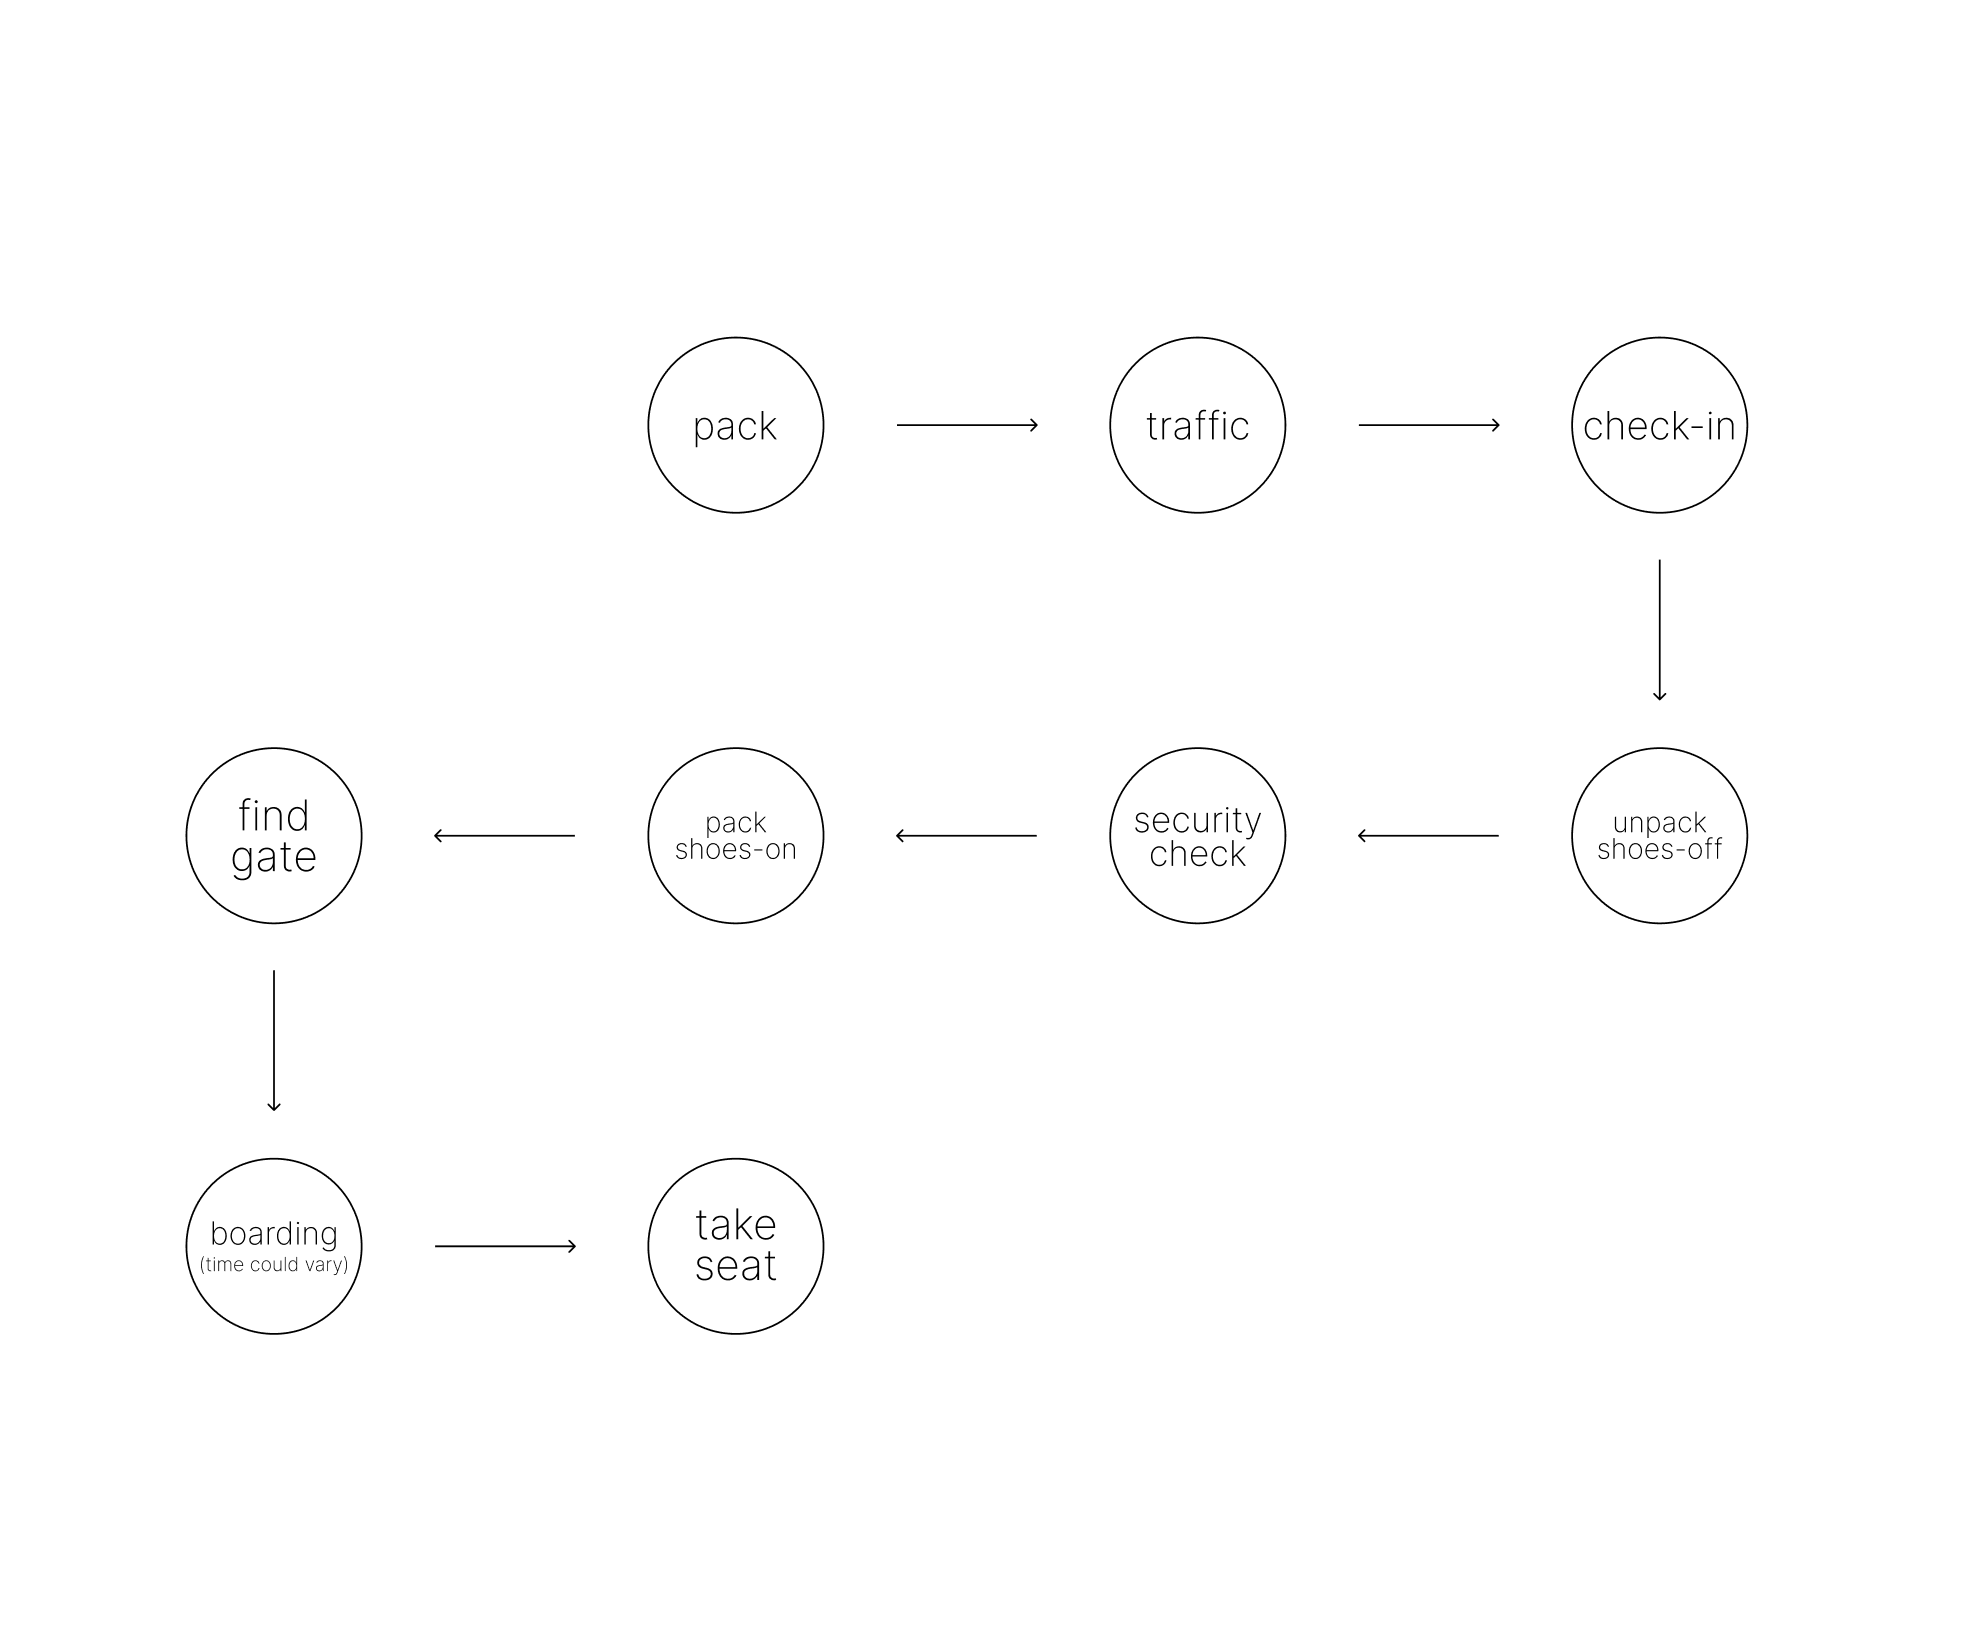 pack
traffic
check-in
unpack
shoes-off
security
check
pack
shoes-on
find
gate
boarding
(time could vary)
take
seat